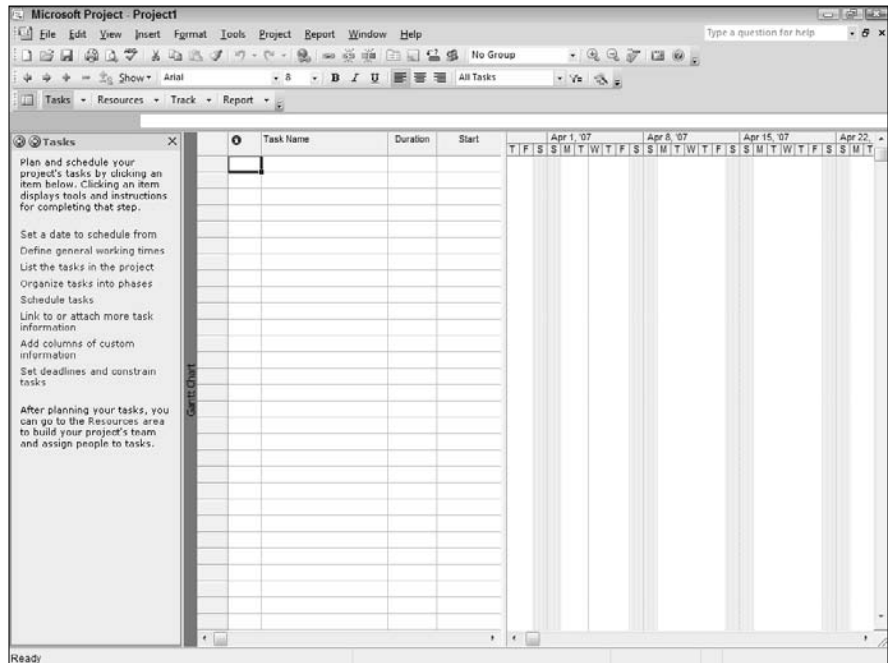 Microsoft Project - Project1
File Edit View Insert Format Tools Project Report Window Help
Type a question for help
No Group
Show Arial 8 B I U All Tasks
Tasks Resources Track Report
Tasks
Task Name Duration Start
Apr 1, '07 Apr 8, '07 Apr 15, '07 Apr 22,
T F S S M T W T F S S M T W T F S S M T W T F S S M T
Plan and schedule your
project's tasks by clicking an
item below. Clicking an item
displays tools and instructions
for completing that step.
Set a date to schedule from
Define general working times
List the tasks in the project
Organize tasks into phases
Schedule tasks
Link to or attach more task
information
Add columns of custom
information
Set deadlines and constrain
tasks
After planning your tasks, you
can go to the Resources area
to build your project's team
and assign people to tasks.
Gantt Chart
Ready